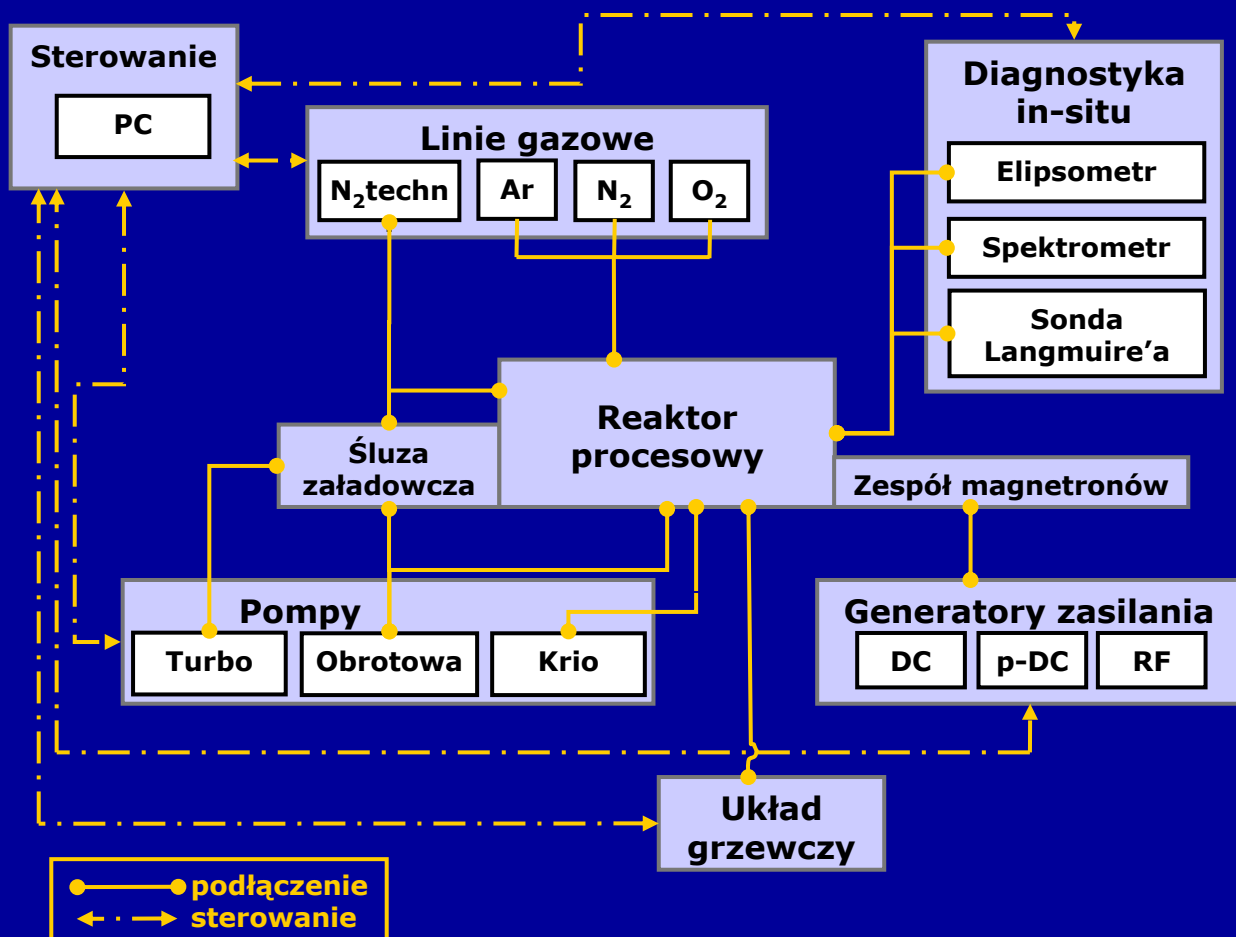 Sterowanie
PC
Linie gazowe
N₂techn
Ar
N₂
O₂
Diagnostyka
in-situ
Elipsometr
Spektrometr
Sonda
Langmuire’a
Reaktor
procesowy
Śluza
załadowcza
Zespół magnetronów
Pompy
Turbo
Obrotowa
Krio
Generatory zasilania
DC
p-DC
RF
Układ
grzewczy
podłączenie
sterowanie